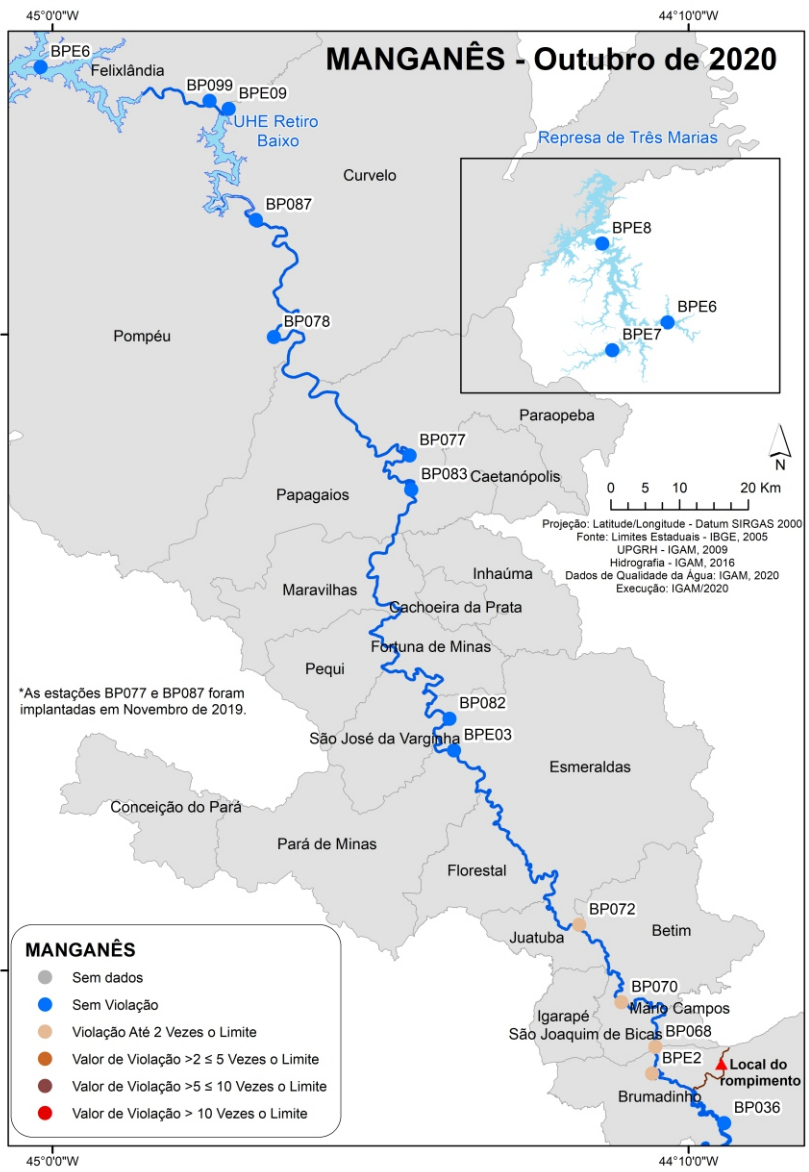 45°0'0"W
44°10'0"W
MANGANÊS - Outubro de 2020
BPE6
Felixlândia
BP099
BPE09
UHE Retiro
Baixo
Represa de Três Marias
Curvelo
BP087
BPE8
BPE6
BPE7
BP078
Pompéu
Paraopeba
BP077
N
BP083
Caetanópolis
0 5 10 20 Km
Papagaios
Projeção: Latitude/Longitude - Datum SIRGAS 2000
Fonte: Limites Estaduais - IBGE, 2005
UPGRH - IGAM, 2009
Hidrografia - IGAM, 2016
Dados de Qualidade da Água: IGAM, 2020
Execução: IGAM/2020
Inhaúma
Maravilhas
Cachoeira da Prata
Fortuna de Minas
Pequi
*As estações BP077 e BP087 foram
implantadas em Novembro de 2019.
BP082
BPE03
São José da Varginha
Esmeraldas
Conceição do Pará
Pará de Minas
Florestal
BP072
Juatuba
Betim
BP070
Mário Campos
Igarapé
São Joaquim de Bicas
BP068
BPE2
Local do
rompimento
Brumadinho
BP036
MANGANÊS
Sem dados
Sem Violação
Violação Até 2 Vezes o Limite
Valor de Violação >2 ≤ 5 Vezes o Limite
Valor de Violação >5 ≤ 10 Vezes o Limite
Valor de Violação > 10 Vezes o Limite
45°0'0"W
44°10'0"W